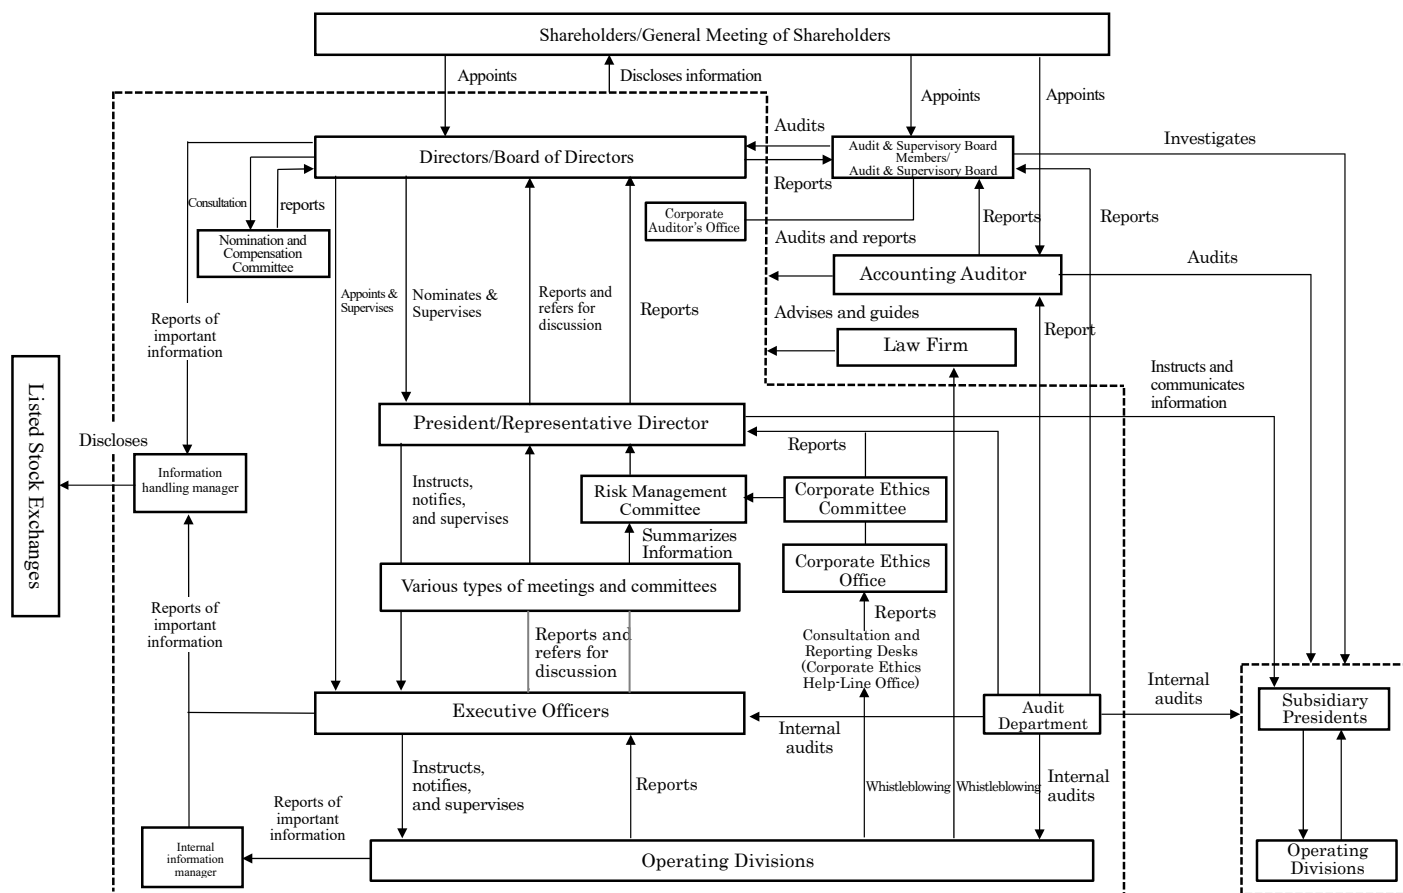 Shareholders/General Meeting of Shareholders
Appoints
Discloses information
Appoints
Appoints
Audits
Investigates
Directors/Board of Directors
Audit & Supervisory Board
Members/
Audit & Supervisory Board
Reports
Consultation
reports
Corporate
Auditor's Office
Reports
Reports
Nomination and
Compensation
Committee
Audits and reports
Accounting Auditor
Audits
Appoints &
Supervises
Nominates &
Supervises
Reports and
refers for
discussion
Reports
Reports of
important
information
Advises and guides
Report
Law Firm
Listed Stock Exchanges
Instructs and
communicates
information
President/Representative Director
Discloses
Reports
Information
handling manager
Instructs,
notifies,
and supervises
Risk Management
Committee
Corporate Ethics
Committee
Summarizes
Information
Corporate Ethics
Office
Various types of meetings and committees
Reports of
important
information
Reports
Reports and
refers for
discussion
Consultation and
Reporting Desks
(Corporate Ethics
Help-Line Office)
Executive Officers
Audit
Department
Internal
audits
Subsidiary
Presidents
Internal
audits
Instructs,
notifies,
and supervises
Reports
Whistleblowing
Whistleblowing
Internal
audits
Reports of
important
information
Internal
information
manager
Operating Divisions
Operating
Divisions